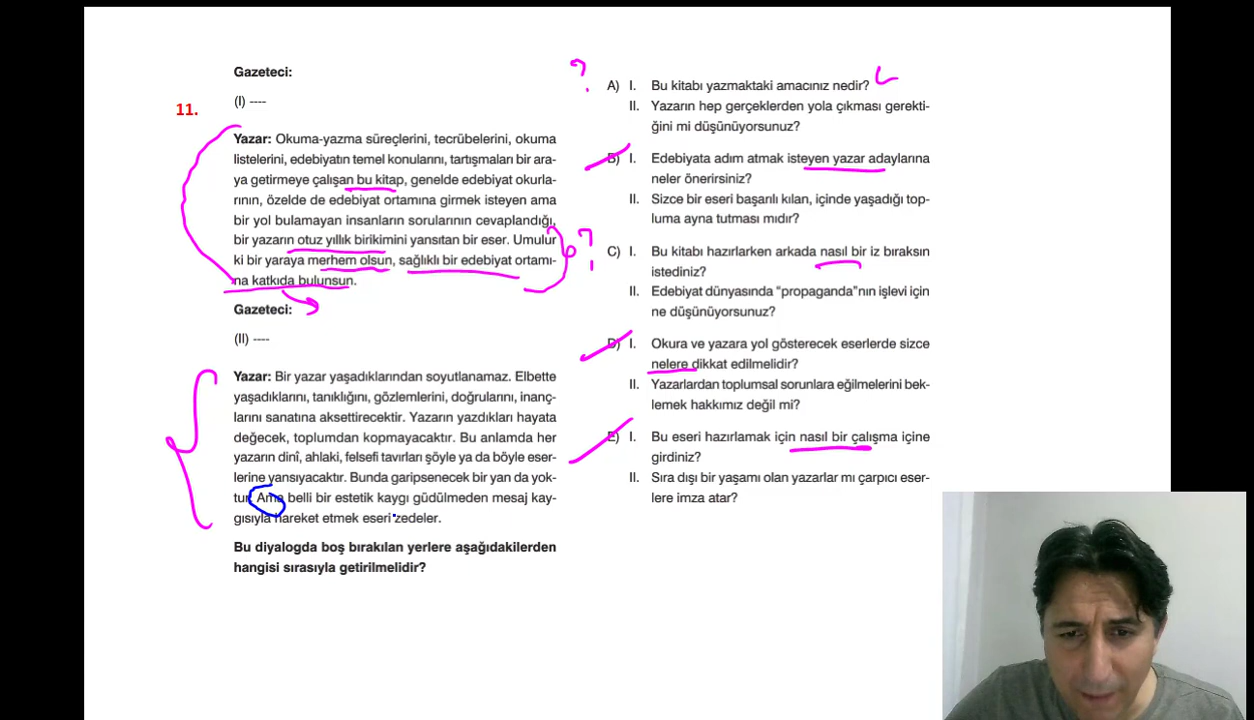 Gazeteci:
(I) ----
11.
Yazar: Okuma-yazma süreçlerini, tecrübelerini, okuma
listelerini, edebiyatın temel konularını, tartışmaları bir ara-
ya getirmeye çalışan bu kitap, genelde edebiyat okurla-
rının, özelde de edebiyat ortamına girmek isteyen ama
bir yol bulamayan insanların sorularının cevaplandığı,
bir yazarın otuz yıllık birikimini yansıtan bir eser. Umulur
ki bir yaraya merhem olsun, sağlıklı bir edebiyat ortamı-
na katkıda bulunsun.
Gazeteci:
(II) ----
Yazar: Bir yazar yaşadıklarından soyutlanamaz. Elbette
yaşadıklarını, tanıklığını, gözlemlerini, doğrularını, inanç-
larını sanatına aksettirecektir. Yazarın yazdıkları hayata
değecek, toplumdan kopmayacaktır. Bu anlamda her
yazarın dinî, ahlaki, felsefi tavırları şöyle ya da böyle eser-
lerine yansıyacaktır. Bunda garipsenecek bir yan da yok-
tur. Ama belli bir estetik kaygı güdülmeden mesaj kay-
gısıyla hareket etmek eseri zedeler.
Bu diyalogda boş bırakılan yerlere aşağıdakilerden
hangisi sırasıyla getirilmelidir?
?
A) I. Bu kitabı yazmaktaki amacınız nedir?
II. Yazarın hep gerçeklerden yola çıkması gerekti-
ğini mi düşünüyorsunuz?
B) I. Edebiyata adım atmak isteyen yazar adaylarına
neler önerirsiniz?
II. Sizce bir eseri başarılı kılan, içinde yaşadığı top-
luma ayna tutması mıdır?
?
C) I. Bu kitabı hazırlarken arkada nasıl bir iz bıraksın
istediniz?
II. Edebiyat dünyasında “propaganda”nın işlevi için
ne düşünüyorsunuz?
D) I. Okura ve yazara yol gösterecek eserlerde sizce
nelere dikkat edilmelidir?
II. Yazarlardan toplumsal sorunlara eğilmelerini bek-
lemek hakkımız değil mi?
E) I. Bu eseri hazırlamak için nasıl bir çalışma içine
girdiniz?
II. Sıra dışı bir yaşamı olan yazarlar mı çarpıcı eser-
lere imza atar?